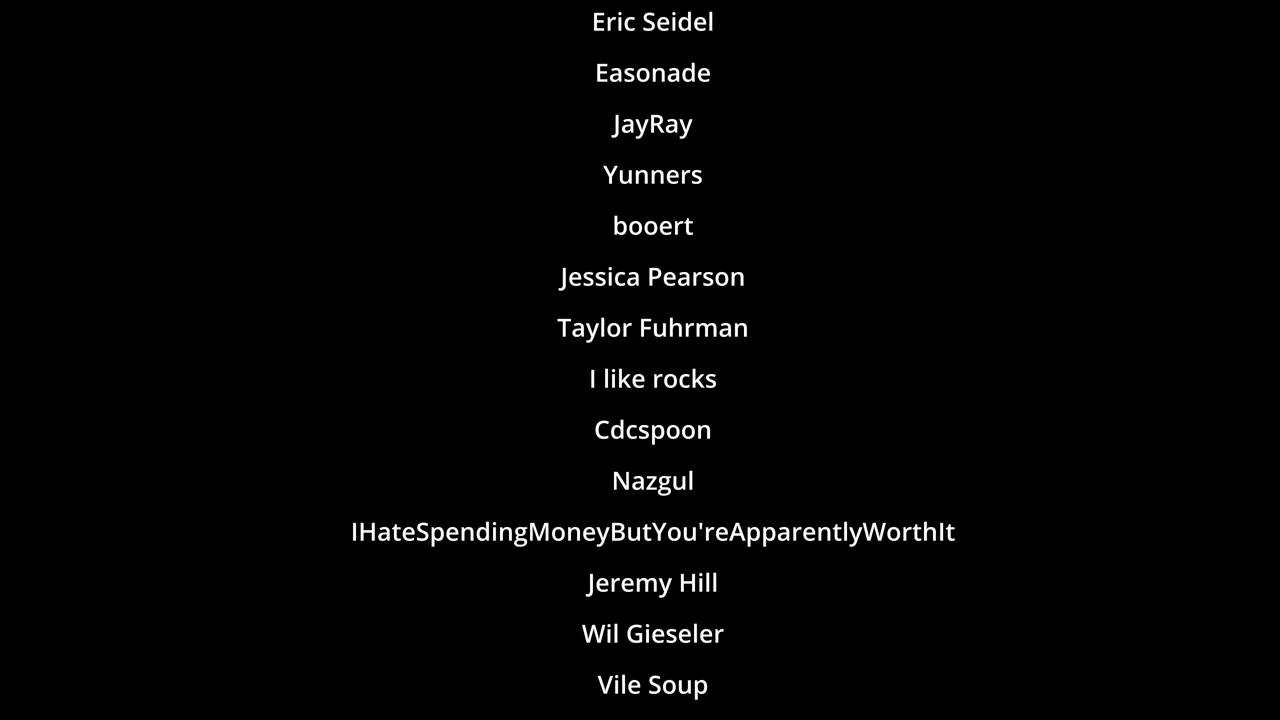 Eric Seidel
Easonade
JayRay
Yunners
booert
Jessica Pearson
Taylor Fuhrman
I like rocks
Cdcspoon
Nazgul
IHateSpendingMoneyButYou'reApparentlyWorthIt
Jeremy Hill
Wil Gieseler
Vile Soup